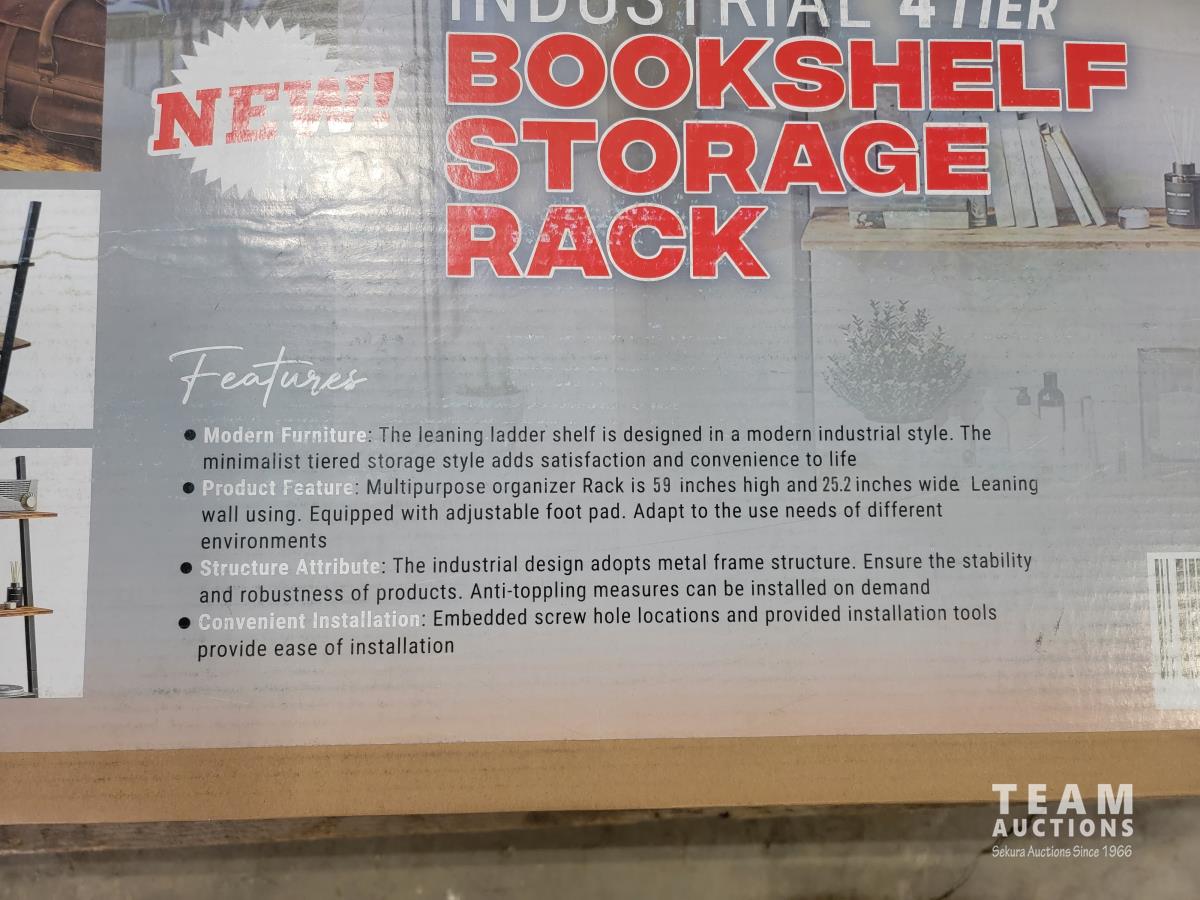 INDUSTRIAL 4 TIER
NEW!
BOOKSHELF
STORAGE
RACK
Features
● Modern Furniture: The leaning ladder shelf is designed in a modern industrial style. The
minimalist tiered storage style adds satisfaction and convenience to life
● Product Feature: Multipurpose organizer Rack is 59 inches high and 25.2 inches wide. Leaning
wall using. Equipped with adjustable foot pad. Adapt to the use needs of different
environments
● Structure Attribute: The industrial design adopts metal frame structure. Ensure the stability
and robustness of products. Anti-toppling measures can be installed on demand
● Convenient Installation: Embedded screw hole locations and provided installation tools
provide ease of installation
TEAM
AUCTIONS
Sekura Auctions Since 1966